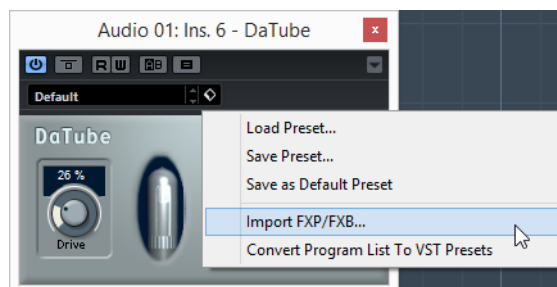 Audio 01: Ins. 6 - DaTube
x
R W AB
Default
DaTube
26 %
Drive
Load Preset...
Save Preset...
Save as Default Preset
Import FXP/FXB...
Convert Program List To VST Presets